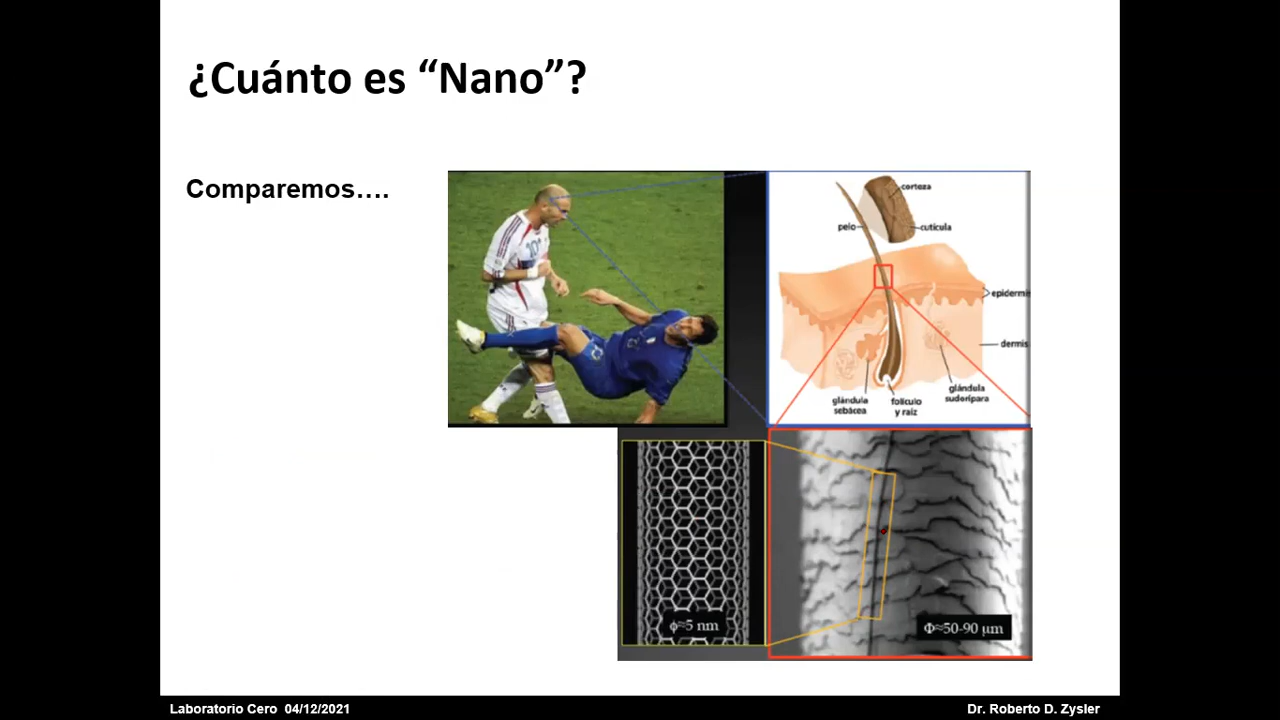 ¿Cuánto es “Nano”?
Comparemos….
corteza
pelo
cutícula
epidermis
dermis
glándula
sebácea
folículo
y raíz
glándula
sudorípara
10
ϕ≈5 nm
Φ≈50-90 μm
Laboratorio Cero 04/12/2021
Dr. Roberto D. Zysler